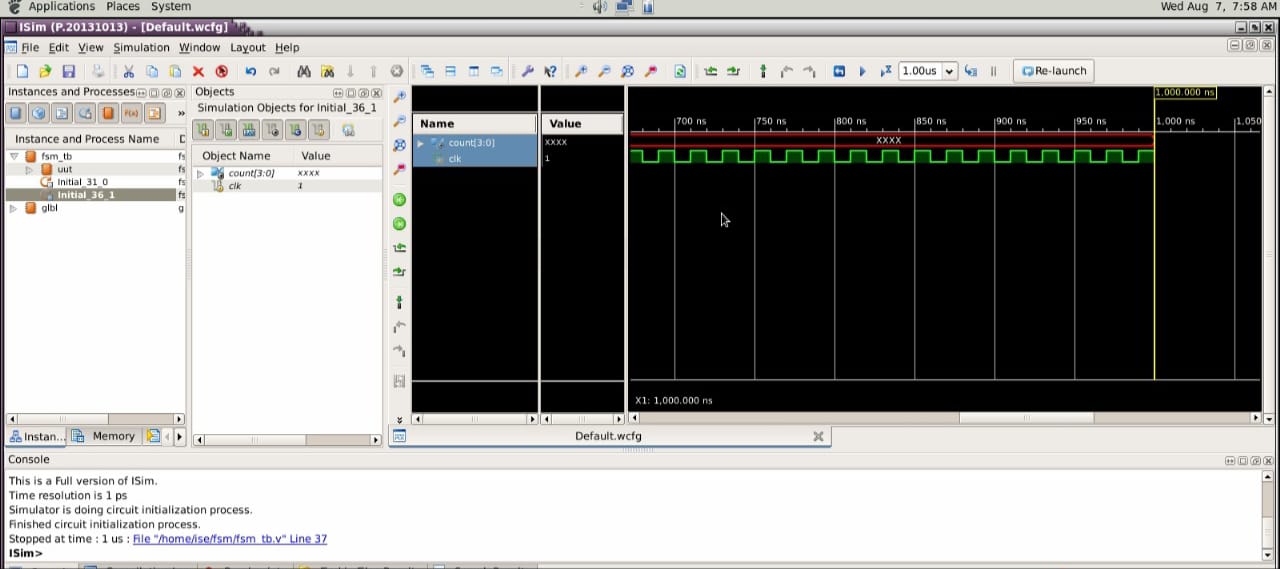 Applications Places System
Wed Aug 7, 7:58 AM
ISim (P.20131013) - [Default.wcfg]
File Edit View Simulation Window Layout Help
1.00us
Re-launch
Instances and Processes
Objects
Simulation Objects for Initial_36_1
Instance and Process Name
D
fsm_tb
fs
uut
fs
Initial_31_0
fs
Initial_36_1
fs
glbl
g
Object Name Value
count[3:0] xxxx
clk 1
Name Value
count[3:0] xxxx
clk 1
1,000.000 ns
700 ns 750 ns 800 ns 850 ns 900 ns 950 ns 1,000 ns 1,050
XXXX
X1: 1,000.000 ns
Instan... Memory
Default.wcfg
Console
This is a Full version of ISim.
Time resolution is 1 ps
Simulator is doing circuit initialization process.
Finished circuit initialization process.
Stopped at time : 1 us : File "/home/ise/fsm/fsm_tb.v" Line 37
ISim>